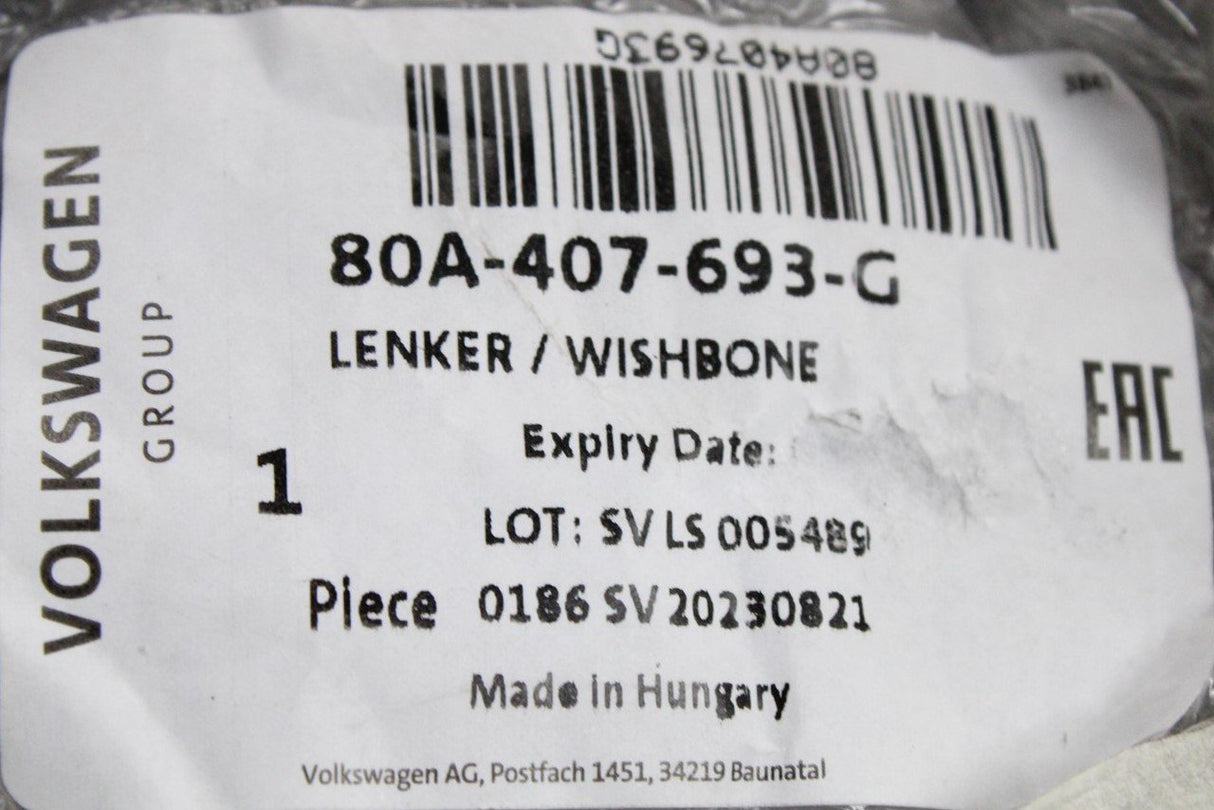 80A407693G
80A-407-693-G
LENKER / WISHBONE
Expiry Date:
LOT: SV LS 005489
1
Piece 0186 SV 20230821
Made in Hungary
Volkswagen AG, Postfach 1451, 34219 Baunatal
VOLKSWAGEN
GROUP
EAC